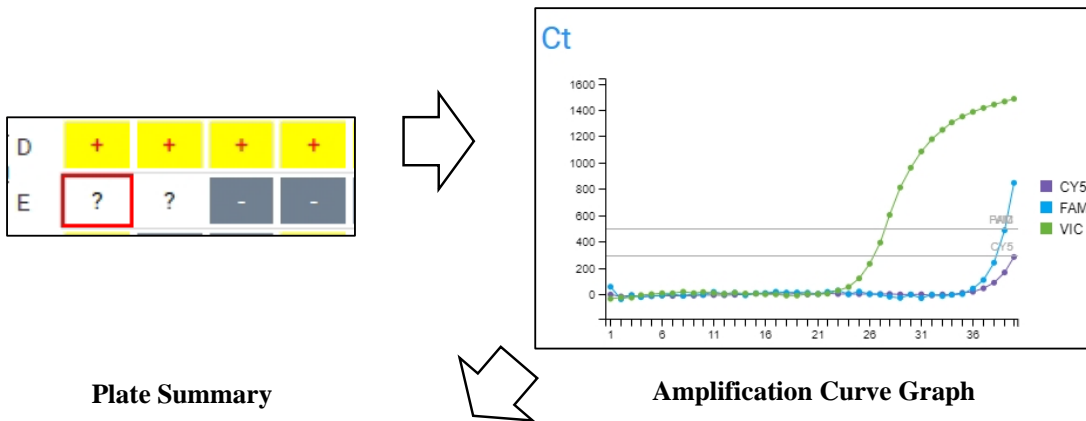 D + + + +
E ? ? - -
Plate Summary
Ct
1600
1400
1200
1000
800
600
400
200
0
1 6 11 16 21 26 31 36
CY5
CY5
FAM
VIC
Amplification Curve Graph